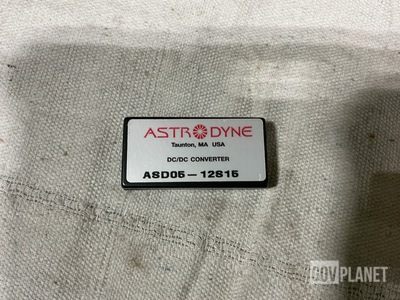 ASTRODYNE
Taunton, MA USA
DC/DC CONVERTER
ASD05-12S15
GOVPLANET